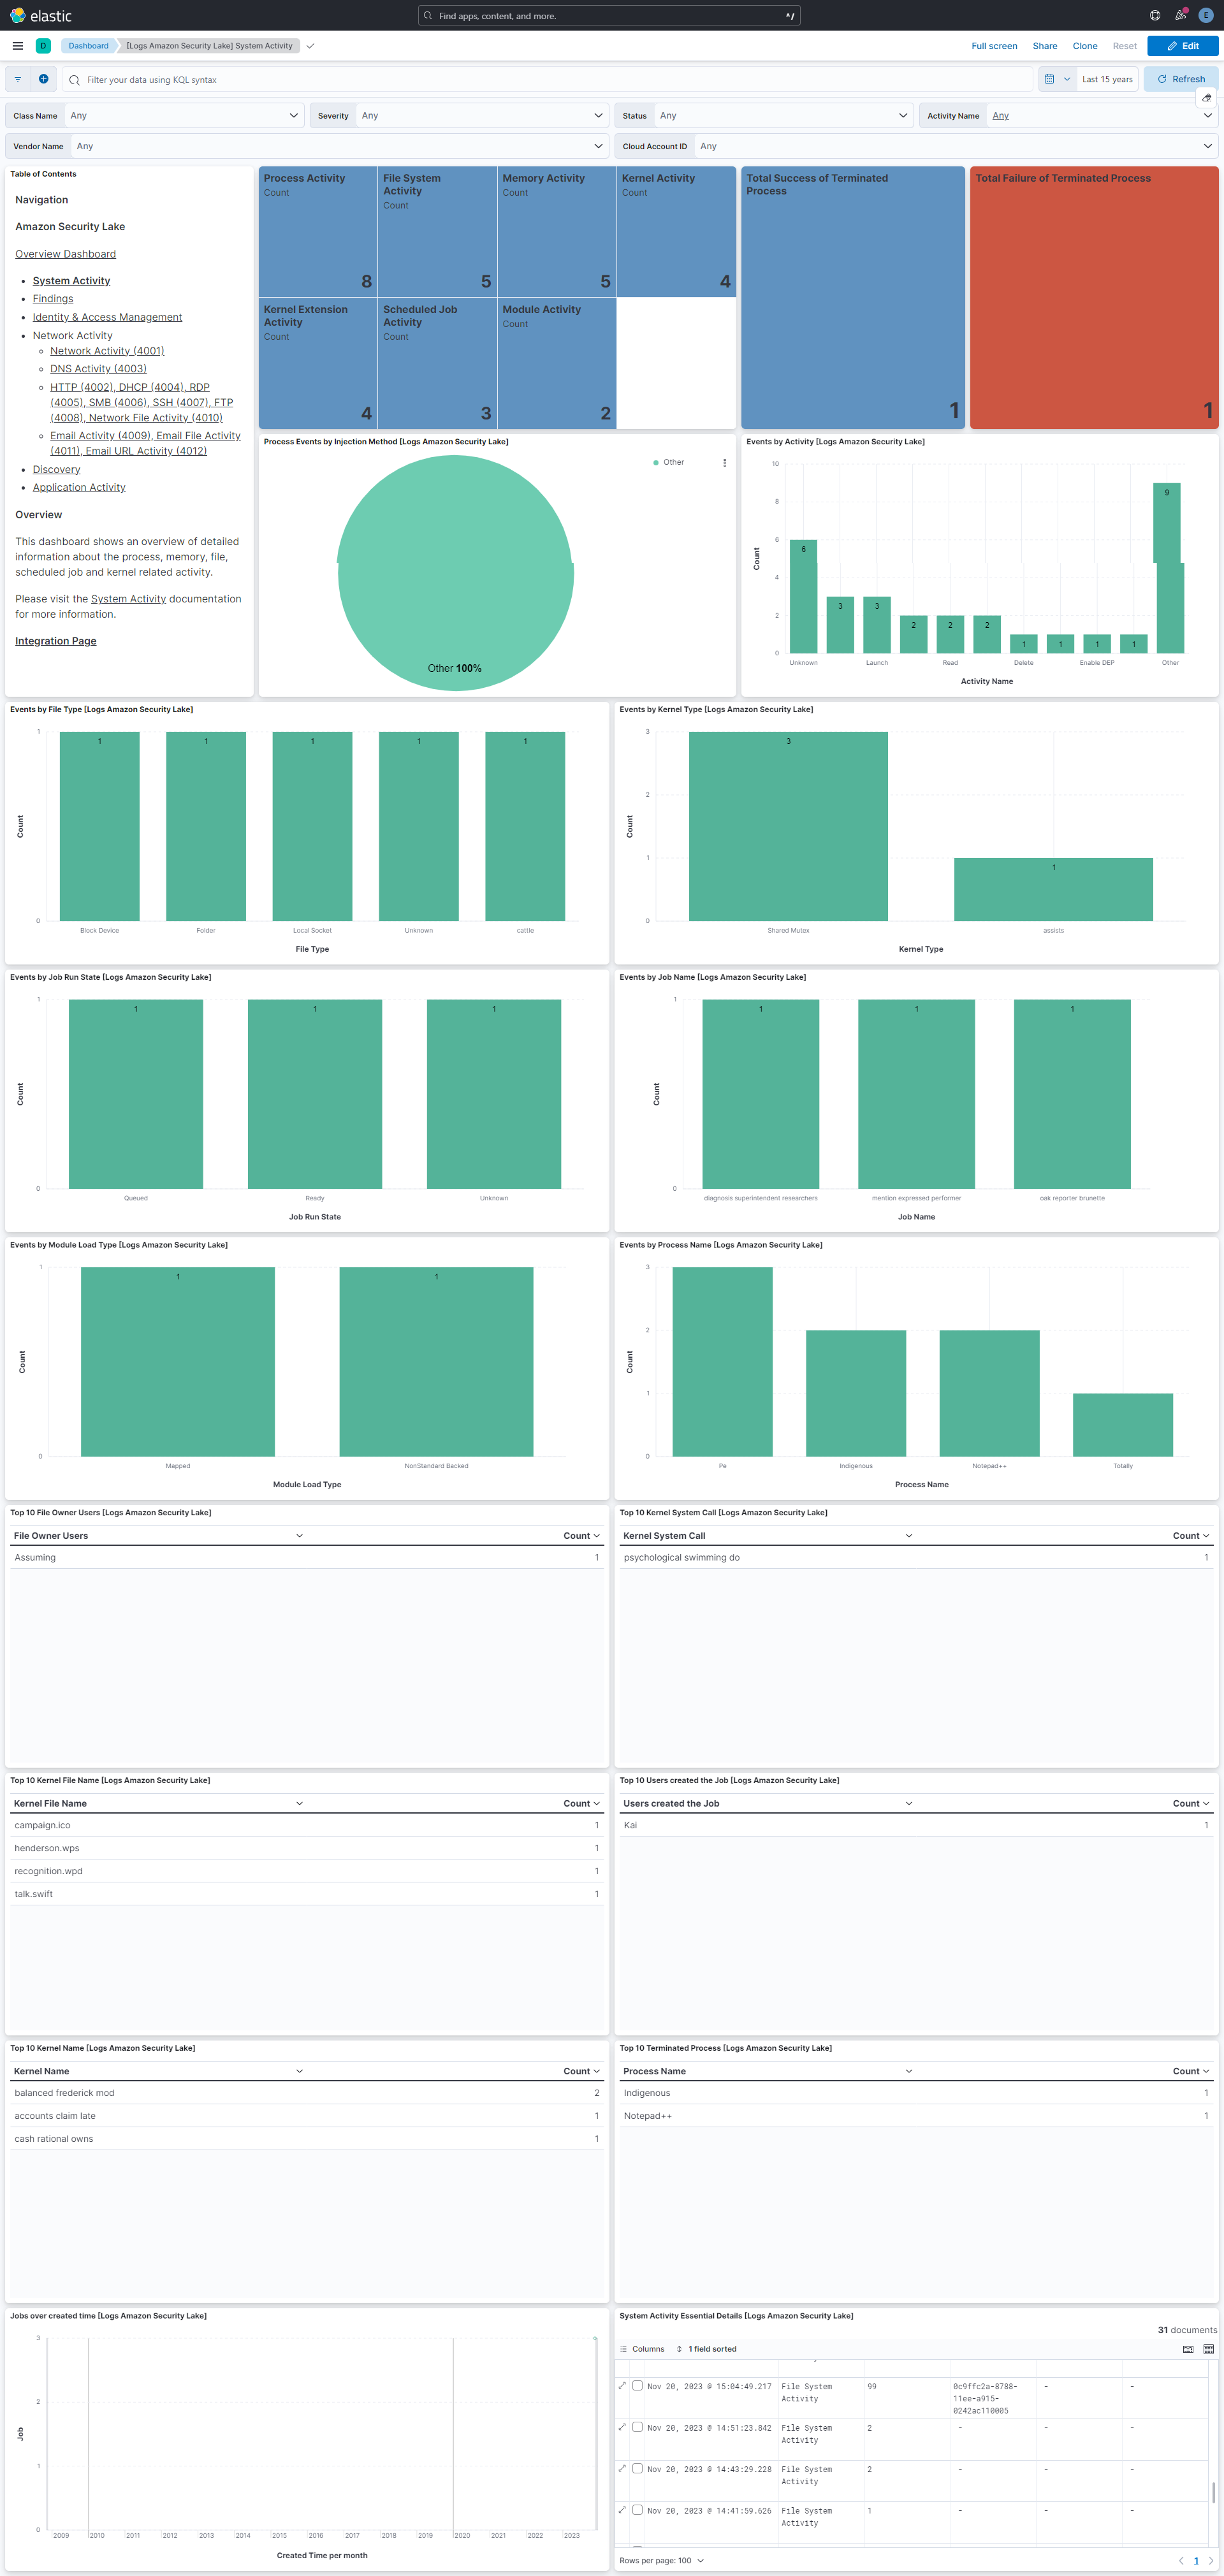 elastic
Find apps, content, and more.
^/
E
D
Dashboard
[Logs Amazon Security Lake] System Activity
Full screen
Share
Clone
Reset
Edit
Filter your data using KQL syntax
Last 15 years
Refresh
Class Name Any
Severity Any
Status Any
Activity Name Any
Vendor Name Any
Cloud Account ID Any
Table of Contents
Navigation
Amazon Security Lake
Overview Dashboard
System Activity
Findings
Identity & Access Management
Network Activity
Network Activity (4001)
DNS Activity (4003)
HTTP (4002), DHCP (4004), RDP
(4005), SMB (4006), SSH (4007), FTP
(4008), Network File Activity (4010)
Email Activity (4009), Email File Activity
(4011), Email URL Activity (4012)
Discovery
Application Activity
Overview
This dashboard shows an overview of detailed
information about the process, memory, file,
scheduled job and kernel related activity.
Please visit the System Activity documentation
for more information.
Integration Page
Process Activity
Count
8
File System
Activity
Count
5
Memory Activity
Count
5
Kernel Activity
Count
4
Kernel Extension
Activity
Count
4
Scheduled Job
Activity
Count
3
Module Activity
Count
2
Total Success of Terminated
Process
1
Total Failure of Terminated Process
1
Process Events by Injection Method [Logs Amazon Security Lake]
Other
Other 100%
Events by Activity [Logs Amazon Security Lake]
10
8
6
4
2
0
Count
6
3
3
2
2
2
1
1
1
1
9
Unknown
Launch
Read
Delete
Enable DEP
Other
Activity Name
Events by File Type [Logs Amazon Security Lake]
1
0
Count
1
1
1
1
1
Block Device
Folder
Local Socket
Unknown
cattle
File Type
Events by Kernel Type [Logs Amazon Security Lake]
3
2
1
0
Count
3
1
Shared Mutex
assists
Kernel Type
Events by Job Run State [Logs Amazon Security Lake]
1
0
Count
1
1
1
Queued
Ready
Unknown
Job Run State
Events by Job Name [Logs Amazon Security Lake]
1
0
Count
1
1
1
diagnosis superintendent researchers
mention expressed performer
oak reporter brunette
Job Name
Events by Module Load Type [Logs Amazon Security Lake]
1
0
Count
1
1
Mapped
NonStandard Backed
Module Load Type
Events by Process Name [Logs Amazon Security Lake]
3
2
1
0
Count
Pe
Indigenous
Notepad++
Totally
Process Name
Top 10 File Owner Users [Logs Amazon Security Lake]
File Owner Users Count
Assuming 1
Top 10 Kernel System Call [Logs Amazon Security Lake]
Kernel System Call Count
psychological swimming do 1
Top 10 Kernel File Name [Logs Amazon Security Lake]
Kernel File Name Count
campaign.ico 1
henderson.wps 1
recognition.wpd 1
talk.swift 1
Top 10 Users created the Job [Logs Amazon Security Lake]
Users created the Job Count
Kai 1
Top 10 Kernel Name [Logs Amazon Security Lake]
Kernel Name Count
balanced frederick mod 2
accounts claim late 1
cash rational owns 1
Top 10 Terminated Process [Logs Amazon Security Lake]
Process Name Count
Indigenous 1
Notepad++ 1
Jobs over created time [Logs Amazon Security Lake]
3
2
1
0
Job
2009 2010 2011 2012 2013 2014 2015 2016 2017 2018 2019 2020 2022 2022 2023
Created Time per month
System Activity Essential Details [Logs Amazon Security Lake]
31 documents
Columns
1 field sorted
Nov 20, 2023 @ 15:04:49.217 File System 99 0c9ffc2a-8788- - -
Activity 11ee-a915-
0242ac110005
Nov 20, 2023 @ 14:51:23.842 File System 2 - - -
Activity
Nov 20, 2023 @ 14:43:29.228 File System 2 - - -
Activity
Nov 20, 2023 @ 14:41:59.626 File System 1 - - -
Activity
Rows per page: 100
1